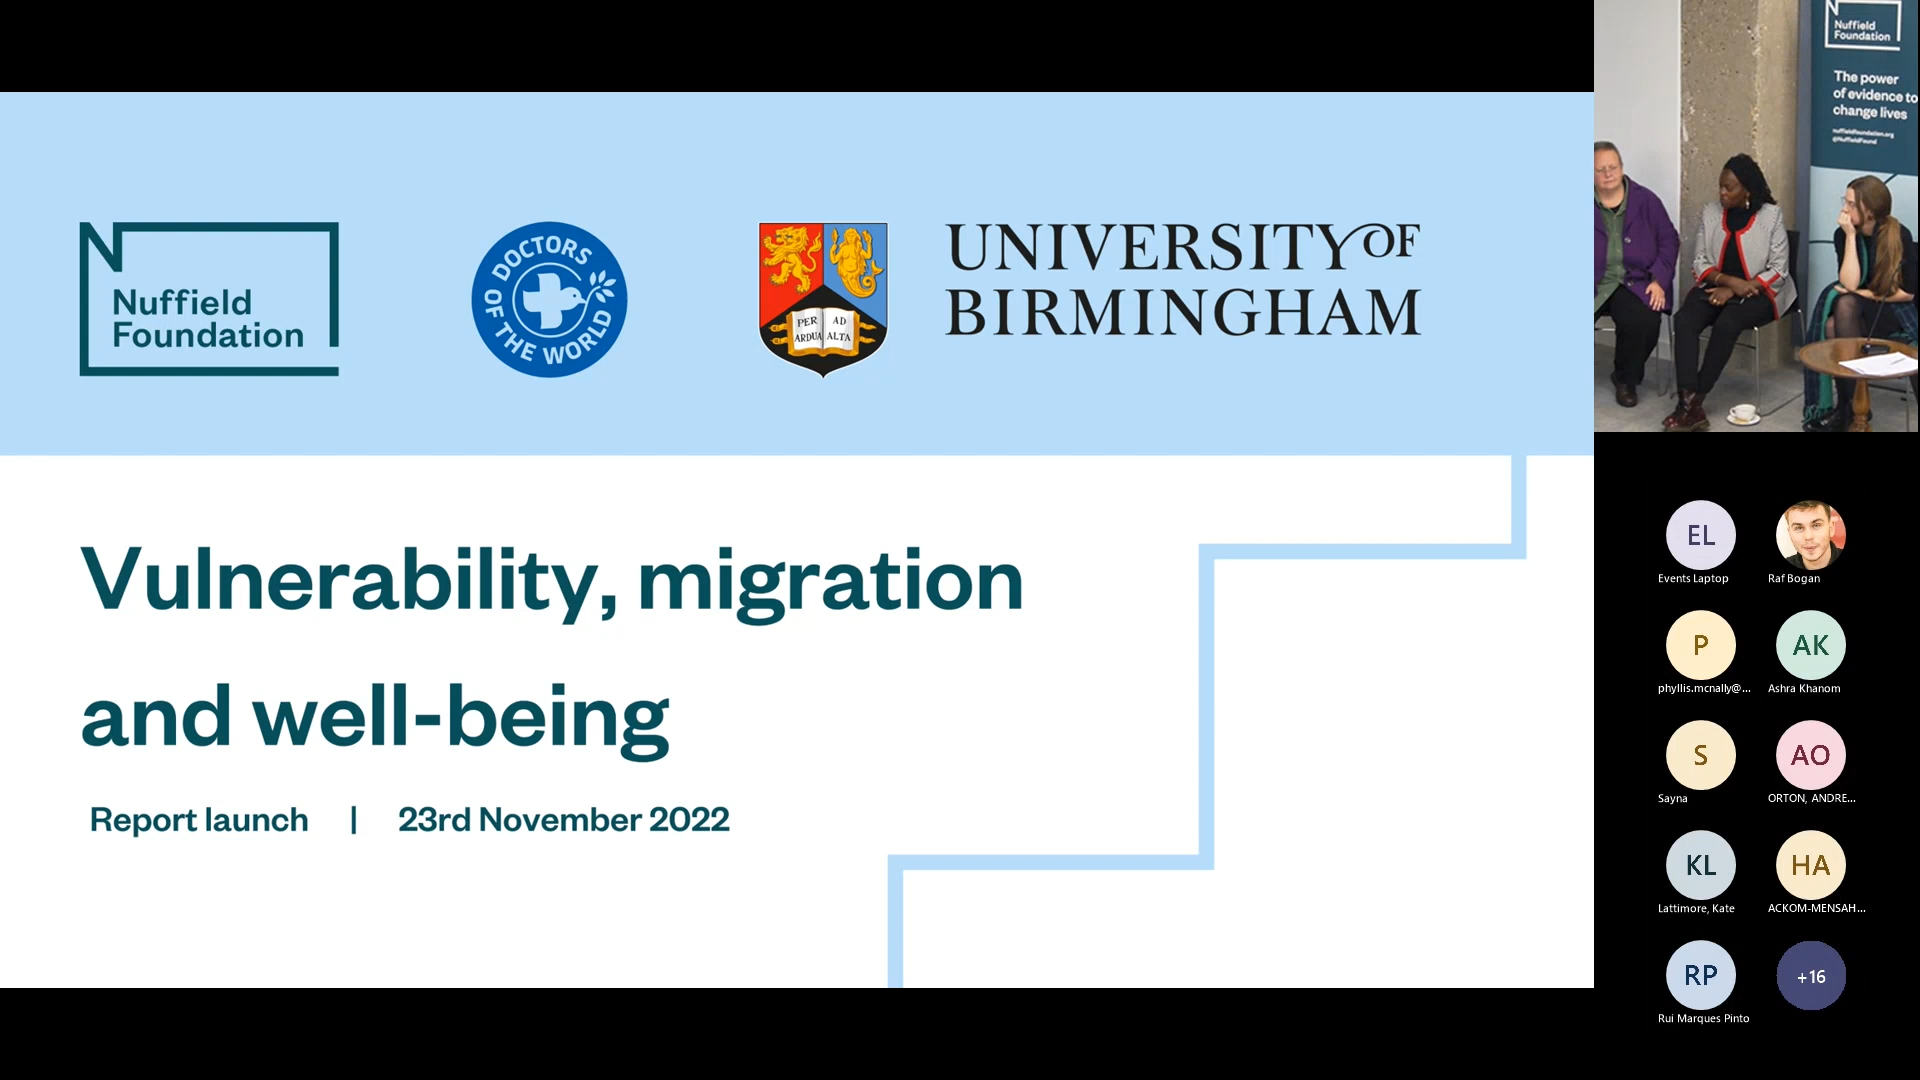 Nuffield
Foundation
DOCTORS
OF THE WORLD
PER AD
ARDUA ALTA
UNIVERSITY OF
BIRMINGHAM
Vulnerability, migration
and well-being
Report launch | 23rd November 2022
Nuffield
Foundation
The power
of evidence to
change lives
nuffieldfoundation.org
@NuffieldFound
EL
Events Laptop
Raf Bogan
P
phyllis.mcnally@...
AK
Ashra Khanom
S
Sayna
AO
ORTON, ANDRE...
KL
Lattimore, Kate
HA
ACKOM-MENSAH...
RP
Rui Marques Pinto
+16